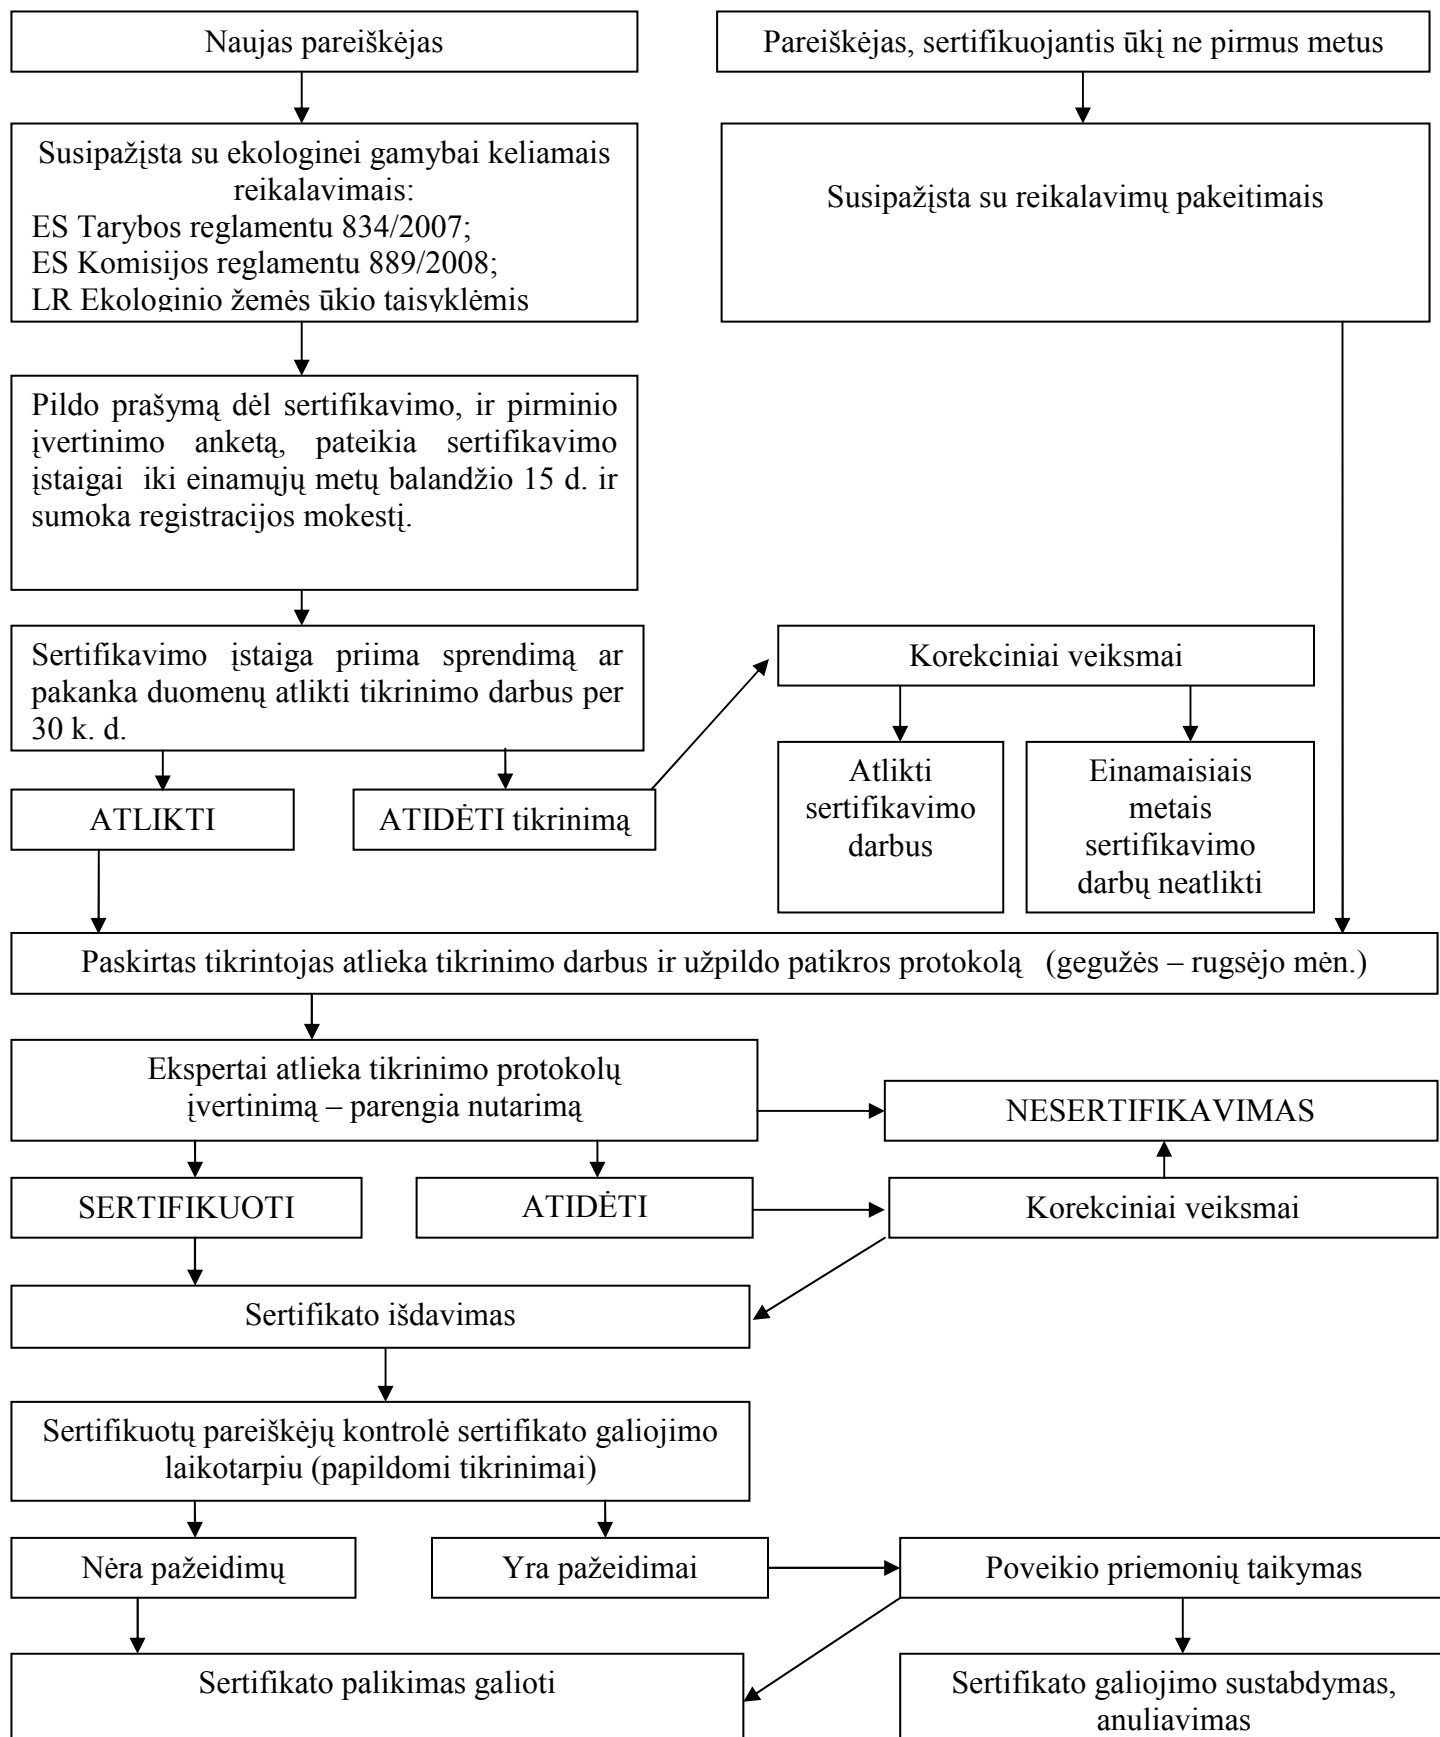 Naujas pareiškėjas
Pareiškėjas, sertifikuojantis ūkį ne pirmus metus
Susipažįsta su ekologinei gamybai keliamais
reikalavimais:
ES Tarybos reglamentu 834/2007;
ES Komisijos reglamentu 889/2008;
LR Ekologinio žemės ūkio taisyklėmis
Susipažįsta su reikalavimų pakeitimais
Pildo prašymą dėl sertifikavimo, ir pirminio
įvertinimo anketą, pateikia sertifikavimo
įstaigai iki einamųjų metų balandžio 15 d. ir
sumoka registracijos mokestį.
Sertifikavimo įstaiga priima sprendimą ar
pakanka duomenų atlikti tikrinimo darbus per
30 k. d.
Korekciniai veiksmai
ATLIKTI
ATIDĖTI tikrinimą
Atlikti
sertifikavimo
darbus
Einamaisiais
metais
sertifikavimo
darbų neatlikti
Paskirtas tikrintojas atlieka tikrinimo darbus ir užpildo patikros protokolą (gegužės – rugsėjo mėn.)
Ekspertai atlieka tikrinimo protokolų
įvertinimą – parengia nutarimą
NESERTIFIKAVIMAS
SERTIFIKUOTI
ATIDĖTI
Korekciniai veiksmai
Sertifikato išdavimas
Sertifikuotų pareiškėjų kontrolė sertifikato galiojimo
laikotarpiu (papildomi tikrinimai)
Nėra pažeidimų
Yra pažeidimai
Poveikio priemonių taikymas
Sertifikato palikimas galioti
Sertifikato galiojimo sustabdymas,
anuliavimas